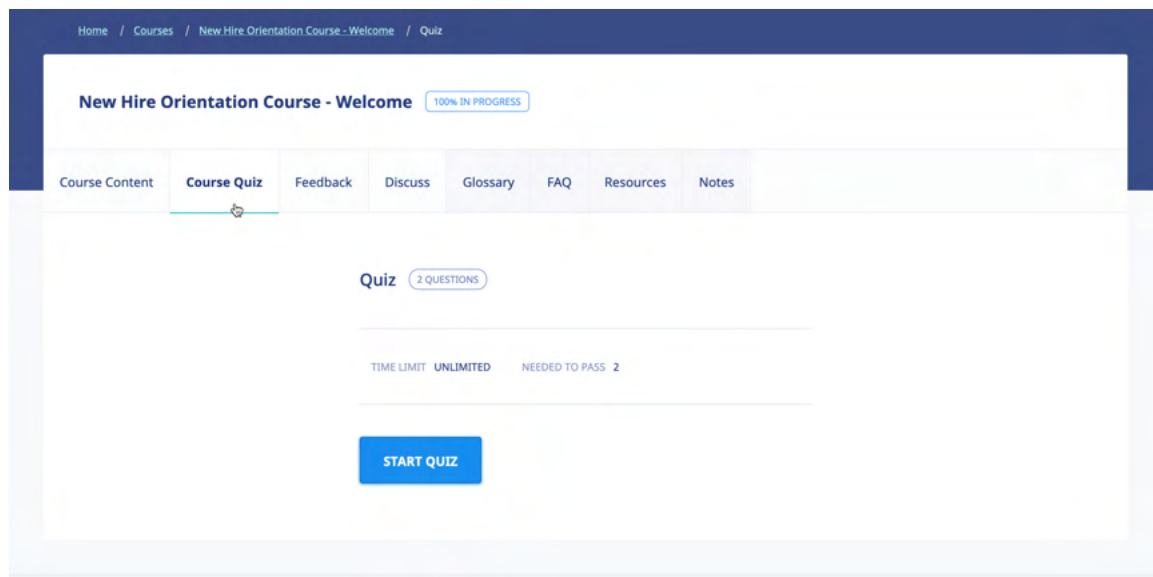 Home / Courses / New Hire Orientation Course - Welcome / Quiz
New Hire Orientation Course - Welcome 100% IN PROGRESS
Course Content Course Quiz Feedback Discuss Glossary FAQ Resources Notes
Quiz 2 QUESTIONS
TIME LIMIT UNLIMITED NEEDED TO PASS 2
START QUIZ